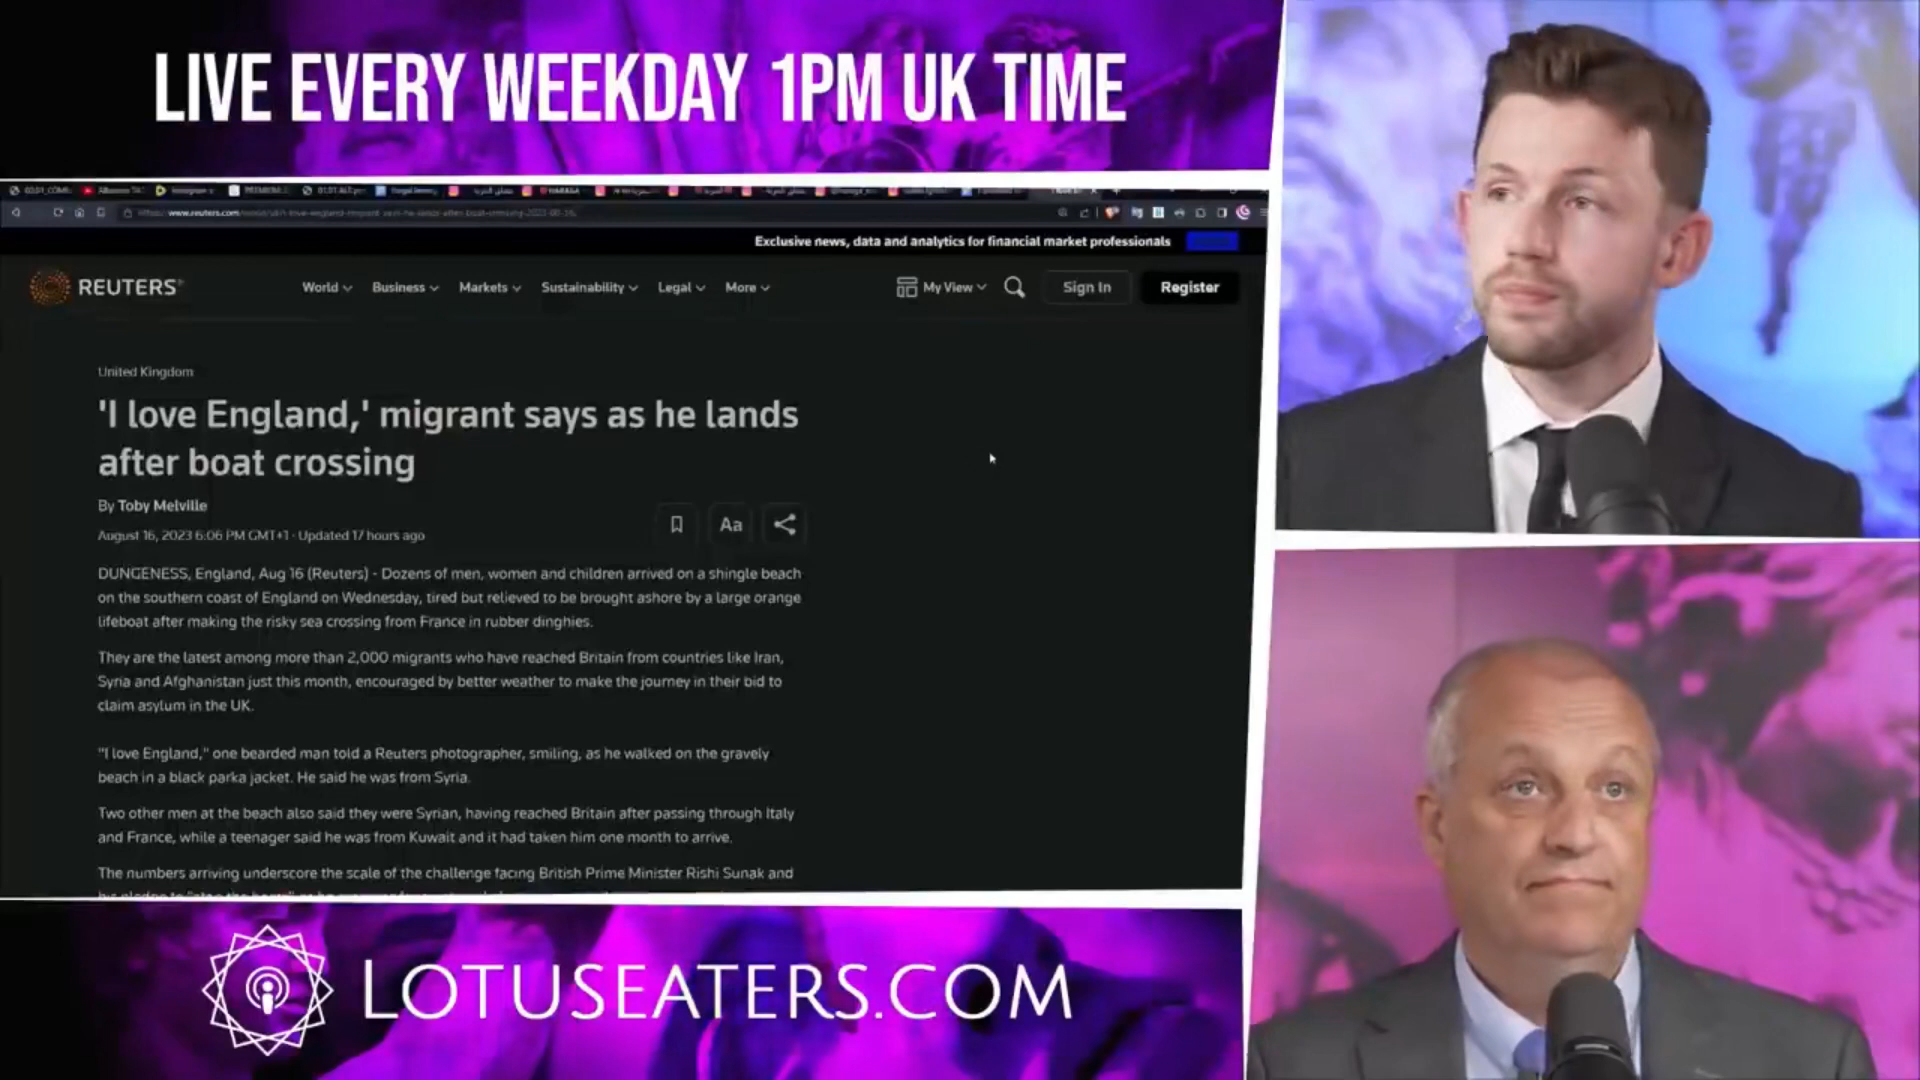 LIVE EVERY WEEKDAY 1PM UK TIME
Exclusive news, data and analytics for financial market professionals
REUTERS
World Business Markets Sustainability Legal More My View Sign In Register
United Kingdom
'I love England,' migrant says as he lands
after boat crossing
By Toby Melville
Aa
August 16, 2023 6:06 PM GMT+1 · Updated 17 hours ago
DUNGENESS, England, Aug 16 (Reuters) - Dozens of men, women and children arrived on a shingle beach
on the southern coast of England on Wednesday, tired but relieved to be brought ashore by a large orange
lifeboat after making the risky sea crossing from France in rubber dinghies.
They are the latest among more than 2,000 migrants who have reached Britain from countries like Iran,
Syria and Afghanistan just this month, encouraged by better weather to make the journey in their bid to
claim asylum in the UK.
"I love England," one bearded man told a Reuters photographer, smiling, as he walked on the gravely
beach in a black parka jacket. He said he was from Syria.
Two other men at the beach also said they were Syrian, having reached Britain after passing through Italy
and France, while a teenager said he was from Kuwait and it had taken him one month to arrive.
The numbers arriving underscore the scale of the challenge facing British Prime Minister Rishi Sunak and
LOTUSEATERS.COM